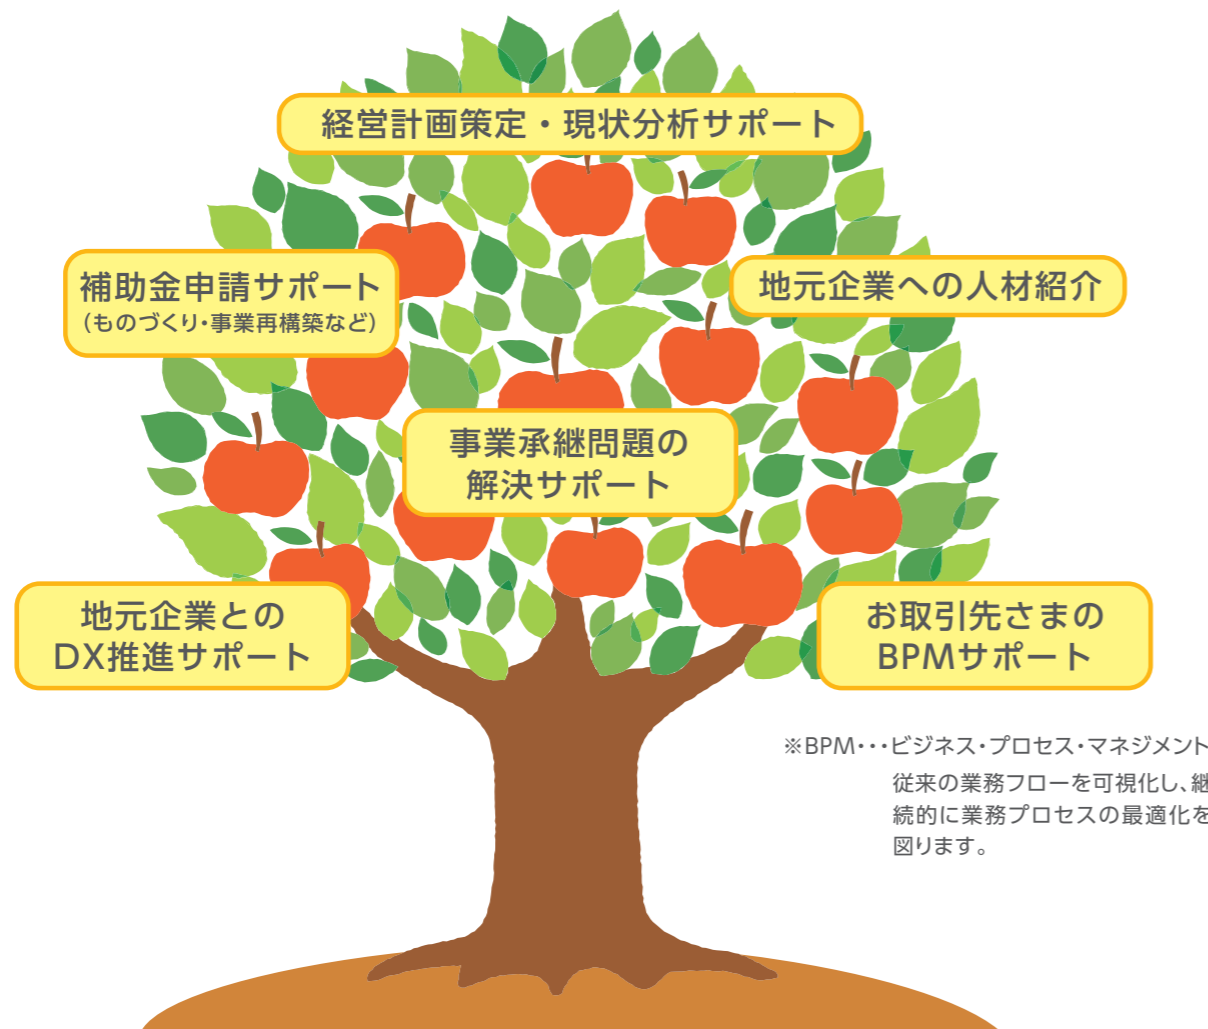 経営計画策定・現状分析サポート
補助金申請サポート
(ものづくり・事業再構築など)
地元企業への人材紹介
事業承継問題の
解決サポート
地元企業との
DX推進サポート
お取引先さまの
BPMサポート
※BPM・・・ビジネス・プロセス・マネジメント
従来の業務フローを可視化し、継
続的に業務プロセスの最適化を
図ります。